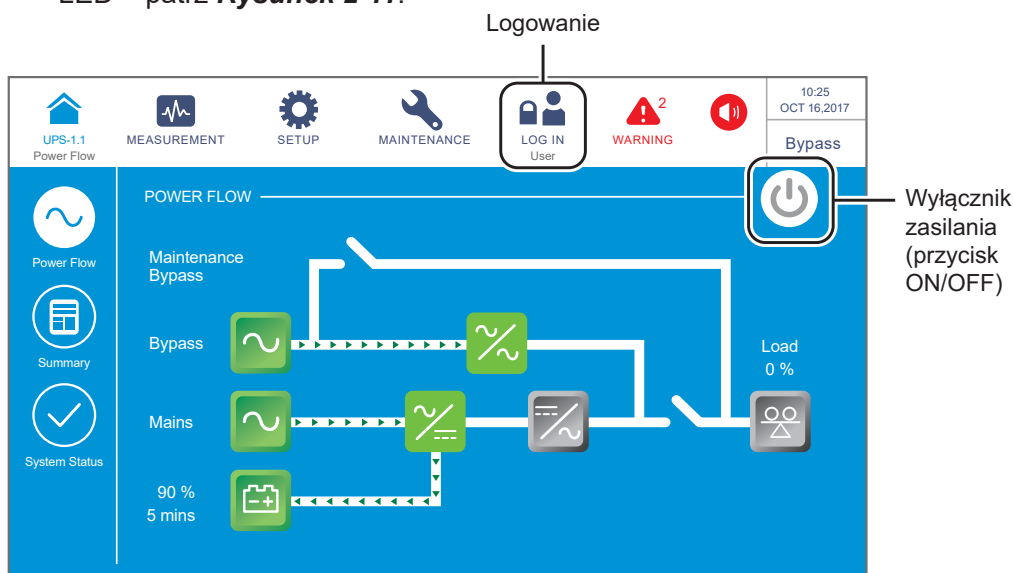 LED – patrz Rysunek 2-17.
Logowanie
10:25
OCT 16,2017
2
UPS-1.1
MEASUREMENT
SETUP
MAINTENANCE
LOG IN
WARNING
Bypass
Power Flow
User
POWER FLOW
Wyłącznik
zasilania
(przycisk
ON/OFF)
Power Flow
Maintenance
Bypass
Bypass
Load
0 %
Summary
Mains
System Status
90 %
5 mins